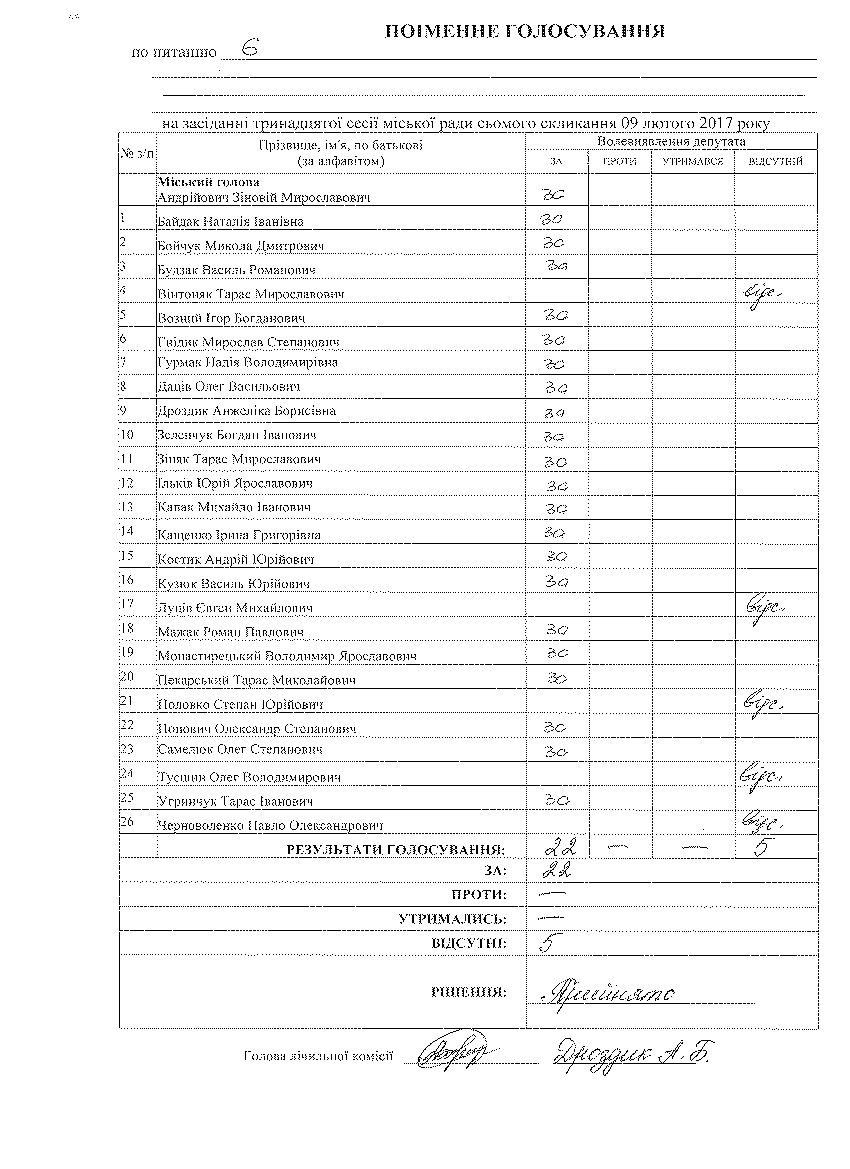 ПОІМЕННЕ ГОЛОСУВАННЯ
по питанню 6
на засіданні тринадцятої сесії міської ради сьомого скликання 09 лютого 2017 року
№ з/п Прізвище, ім'я, по батькові (за алфавітом) Волевиявлення депутата
ЗА ПРОТИ УТРИМАВСЯ ВІДСУТНІЙ
Міський голова
Андрійович Зіновій Мирославович за
1 Байдак Наталія Іванівна за
2 Бойчук Микола Дмитрович за
3 Будзак Василь Романович за
4 Вінтоняк Тарас Мирославович відс.
5 Возний Ігор Богданович за
6 Гнідик Мирослав Степанович за
7 Гурмак Надія Володимирівна за
8 Даців Олег Васильович за
9 Дроздик Анжеліка Борисівна за
10 Зеленчук Богдан Іванович за
11 Зіняк Тарас Мирославович за
12 Ільків Юрій Ярославович за
13 Капак Михайло Іванович за
14 Кащенко Ірина Григорівна за
15 Костик Андрій Юрійович за
16 Кузюк Василь Юрійович за
17 Луців Євген Михайлович відс.
18 Мажак Роман Павлович за
19 Монастирецький Володимир Ярославович за
20 Пекарський Тарас Миколайович за
21 Половко Степан Юрійович відс.
22 Попович Олександр Степанович за
23 Самелюк Олег Степанович за
24 Тусшин Олег Володимирович відс.
25 Угринчук Тарас Іванович за
26 Черноволенко Павло Олександрович відс.
РЕЗУЛЬТАТИ ГОЛОСУВАННЯ: 22 — — 5
ЗА: 22
ПРОТИ: —
УТРИМАЛИСЬ: —
ВІДСУТНІ: 5
РІШЕННЯ: Прийнято
Голова лічильної комісії Дроздик А. Б.